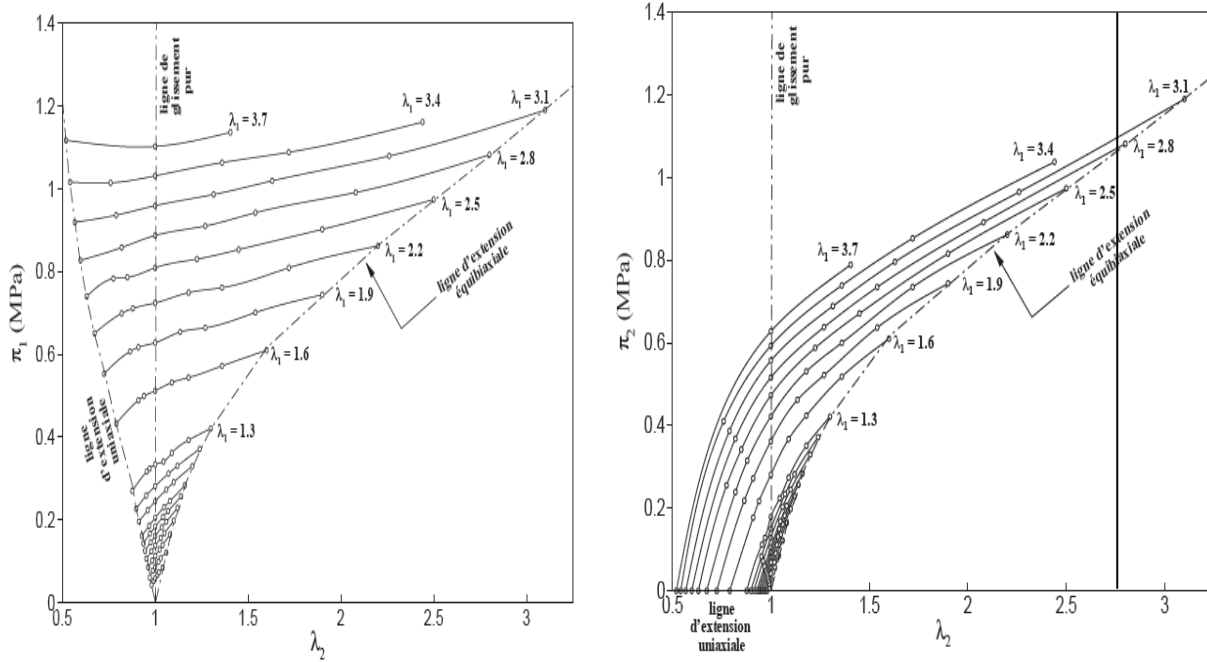 1.4
1.2
1
0.8
0.6
0.4
0.2
0
π₁ (MPa)
0.5
1
1.5
2
2.5
3
λ₂
ligne de
glissement
pur
λ₁ = 3.7
λ₁ = 3.4
λ₁ = 3.1
λ₁ = 2.8
λ₁ = 2.5
λ₁ = 2.2
λ₁ = 1.9
λ₁ = 1.6
λ₁ = 1.3
ligne d'extension
équibiaxiale
ligne
d'extension
uniaxiale
1.4
1.2
1
0.8
0.6
0.4
0.2
0
π₂ (MPa)
0.5
1
1.5
2
2.5
3
λ₂
ligne de
glissement
pur
λ₁ = 3.1
λ₁ = 3.4
λ₁ = 2.8
λ₁ = 2.5
λ₁ = 3.7
λ₁ = 2.2
λ₁ = 1.9
λ₁ = 1.6
λ₁ = 1.3
ligne d'extension
équibiaxiale
ligne
d'extension
uniaxiale